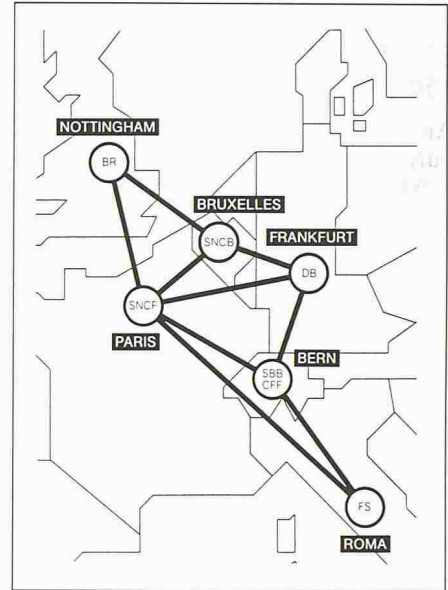 NOTTINGHAM
BR
BRUXELLES
SNCB
FRANKFURT
DB
SNCF
PARIS
BERN
SBB
CFF
FS
ROMA